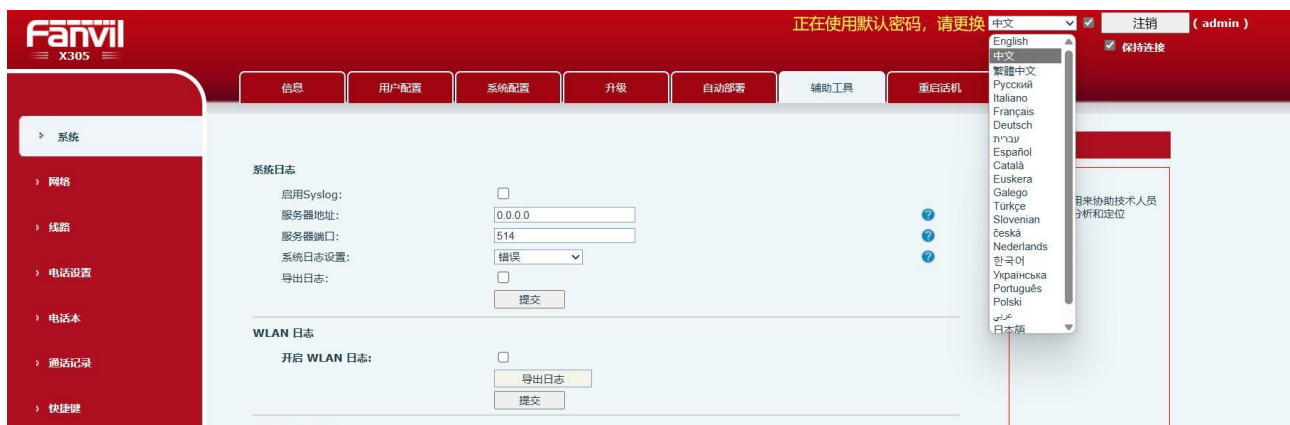 Fanvil
X305
正在使用默认密码，请更换 中文 注销 ( admin )
保持连接
English
中文
繁體中文
Русский
Italiano
Français
Deutsch
עברית
Español
Català
Euskera
Galego
Türkçe
Slovenian
česká
Nederlands
한국어
Українська
Português
Polski
عربي
日本語
信息 用户配置 系统配置 升级 自动部署 辅助工具 重启话机
› 系统
› 网络
› 线路
› 电话设置
› 电话本
› 通话记录
› 快捷键
系统日志
启用Syslog:
服务器地址: 0.0.0.0
服务器端口: 514
系统日志设置: 错误
导出日志:
提交
WLAN 日志
开启 WLAN 日志:
导出日志
提交
用来协助技术人员
分析和定位